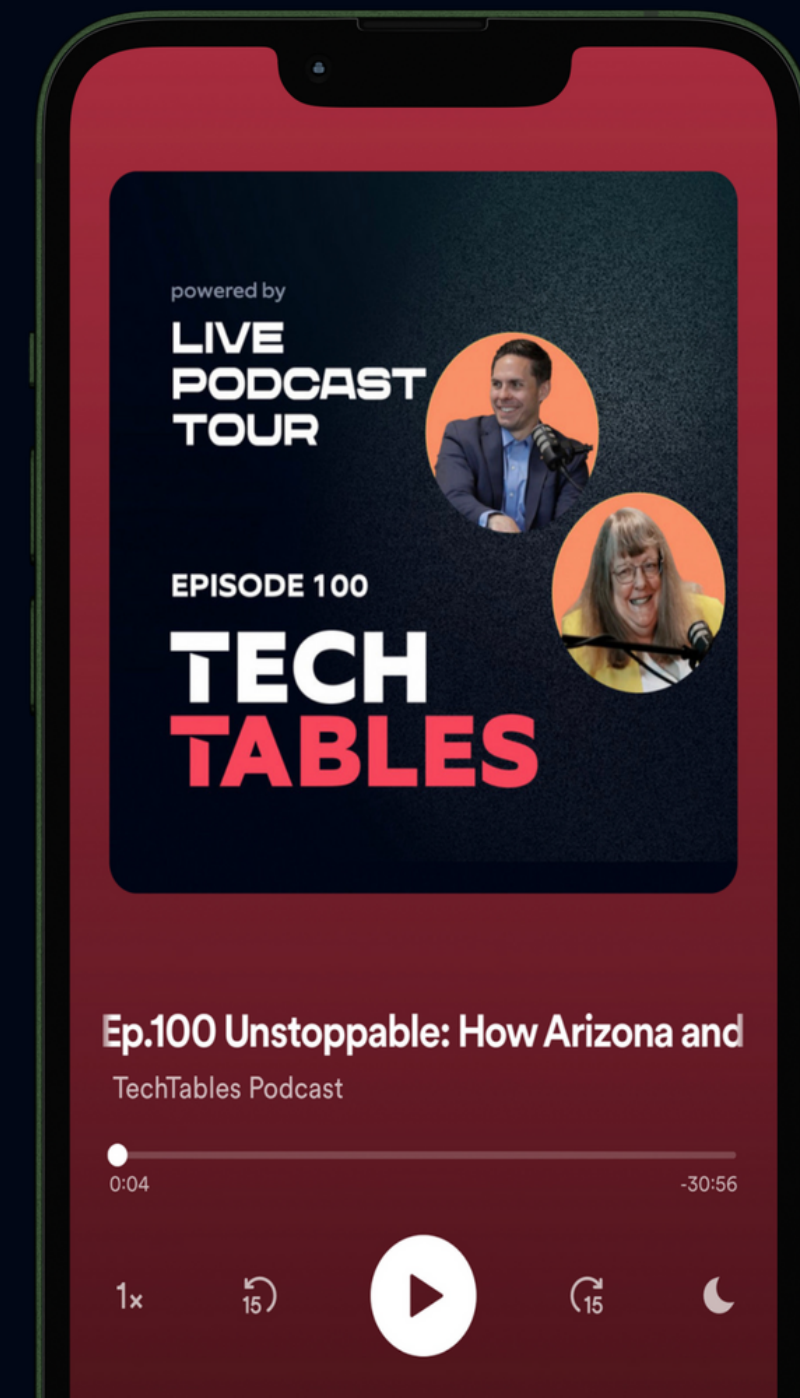 powered by
LIVE
PODCAST
TOUR
EPISODE 100
TECH
TABLES
Ep.100 Unstoppable: How Arizona and
TechTables Podcast
0:04
-30:56
1x
15
15